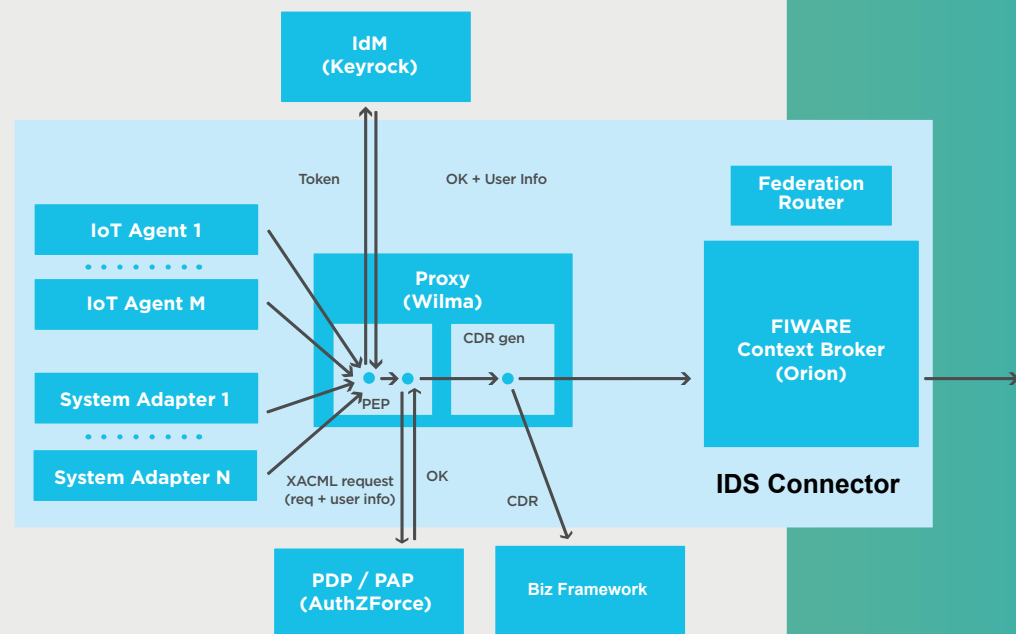 IdM
(Keyrock)
Token
OK + User Info
Federation
Router
IoT Agent 1
IoT Agent M
Proxy
(Wilma)
CDR gen
FIWARE
Context Broker
(Orion)
System Adapter 1
PEP
System Adapter N
XACML request
(req + user info)
OK
CDR
IDS Connector
PDP / PAP
(AuthZForce)
Biz Framework